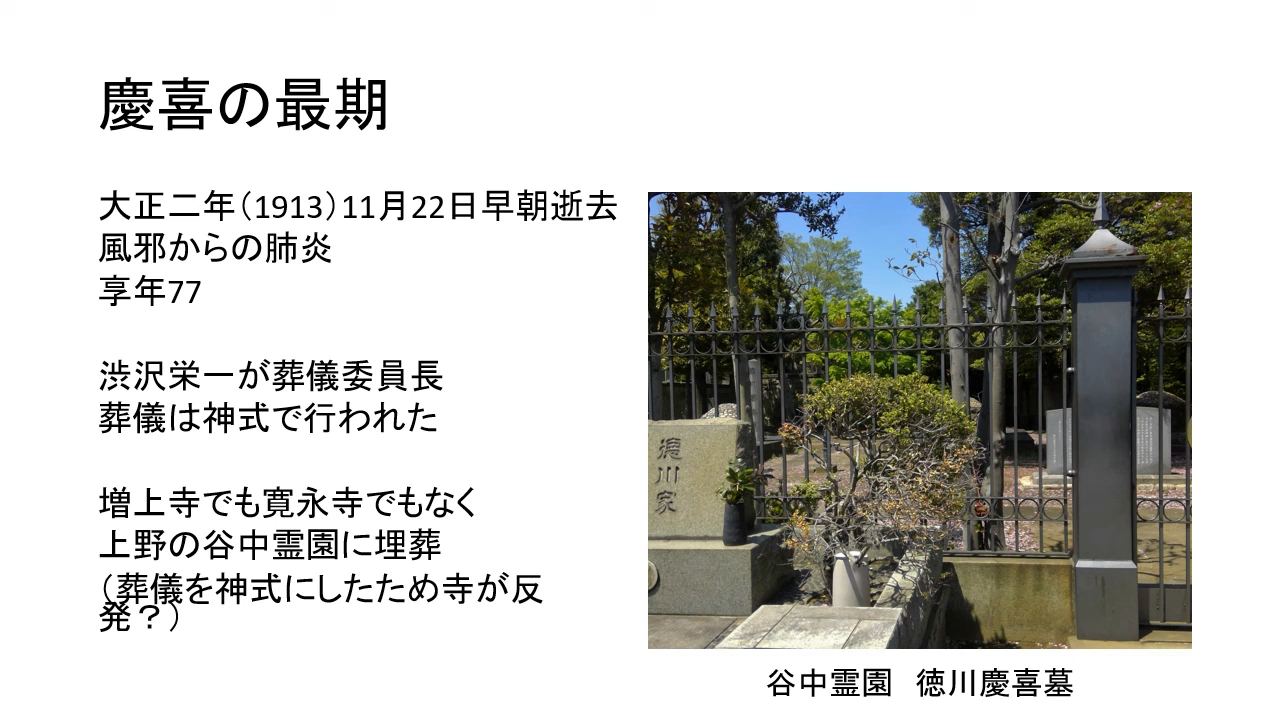 慶喜の最期
大正二年（1913）11月22日早朝逝去
風邪からの肺炎
享年77
渋沢栄一が葬儀委員長
葬儀は神式で行われた
増上寺でも寛永寺でもなく
上野の谷中霊園に埋葬
（葬儀を神式にしたため寺が反
発？）
徳川家
谷中霊園　徳川慶喜墓